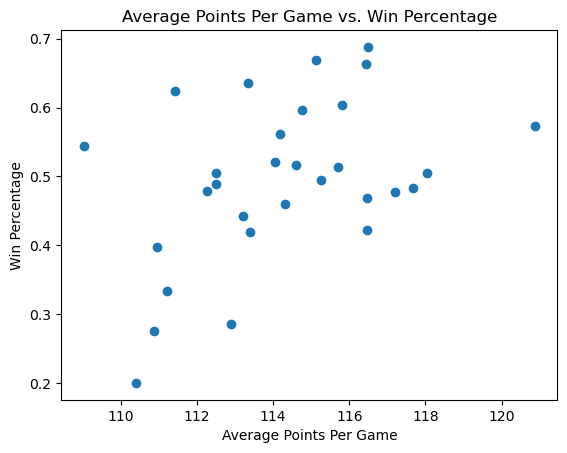 Average Points Per Game vs. Win Percentage
0.7
0.6
0.5
0.4
0.3
0.2
Win Percentage
110 112 114 116 118 120
Average Points Per Game